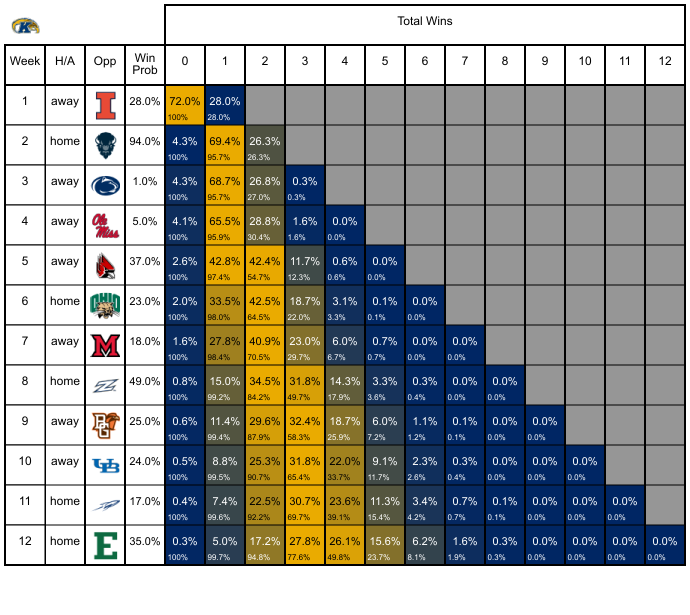 K
Total Wins
Week H/A Opp Win Prob 0 1 2 3 4 5 6 7 8 9 10 11 12
1 away I 28.0% 72.0% 28.0%
100% 28.0%
2 home 94.0% 4.3% 69.4% 26.3%
100% 95.7% 26.3%
3 away 1.0% 4.3% 68.7% 26.8% 0.3%
100% 95.7% 27.0% 0.3%
4 away Ole Miss 5.0% 4.1% 65.5% 28.8% 1.6% 0.0%
100% 95.9% 30.4% 1.6% 0.0%
5 away 37.0% 2.6% 42.8% 42.4% 11.7% 0.6% 0.0%
100% 97.4% 54.7% 12.3% 0.6% 0.0%
6 home OHIO 23.0% 2.0% 33.5% 42.5% 18.7% 3.1% 0.1% 0.0%
100% 98.0% 64.5% 22.0% 3.3% 0.1% 0.0%
7 away M 18.0% 1.6% 27.8% 40.9% 23.0% 6.0% 0.7% 0.0% 0.0%
100% 98.4% 70.5% 29.7% 6.7% 0.7% 0.0% 0.0%
8 home Z 49.0% 0.8% 15.0% 34.5% 31.8% 14.3% 3.3% 0.3% 0.0% 0.0%
100% 99.2% 84.2% 49.7% 17.9% 3.6% 0.4% 0.0% 0.0%
9 away BG 25.0% 0.6% 11.4% 29.6% 32.4% 18.7% 6.0% 1.1% 0.1% 0.0% 0.0%
100% 99.4% 87.9% 58.3% 25.9% 7.2% 1.2% 0.1% 0.0% 0.0%
10 away UB 24.0% 0.5% 8.8% 25.3% 31.8% 22.0% 9.1% 2.3% 0.3% 0.0% 0.0% 0.0%
100% 99.5% 90.7% 65.4% 33.7% 11.7% 2.6% 0.4% 0.0% 0.0% 0.0%
11 home 17.0% 0.4% 7.4% 22.5% 30.7% 23.6% 11.3% 3.4% 0.7% 0.1% 0.0% 0.0% 0.0%
100% 99.6% 92.2% 69.7% 39.1% 15.4% 4.2% 0.7% 0.1% 0.0% 0.0% 0.0%
12 home E 35.0% 0.3% 5.0% 17.2% 27.8% 26.1% 15.6% 6.2% 1.6% 0.3% 0.0% 0.0% 0.0% 0.0%
100% 99.7% 94.8% 77.6% 49.8% 23.7% 8.1% 1.9% 0.3% 0.0% 0.0% 0.0% 0.0%